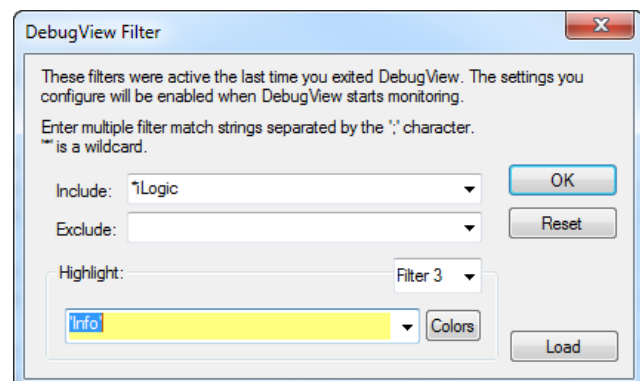 DebugView Filter
These filters were active the last time you exited DebugView. The settings you
configure will be enabled when DebugView starts monitoring.
Enter multiple filter match strings separated by the ';' character.
'*' is a wildcard.
Include: *iLogic
OK
Exclude:
Reset
Highlight: Filter 3
'Info' Colors
Load